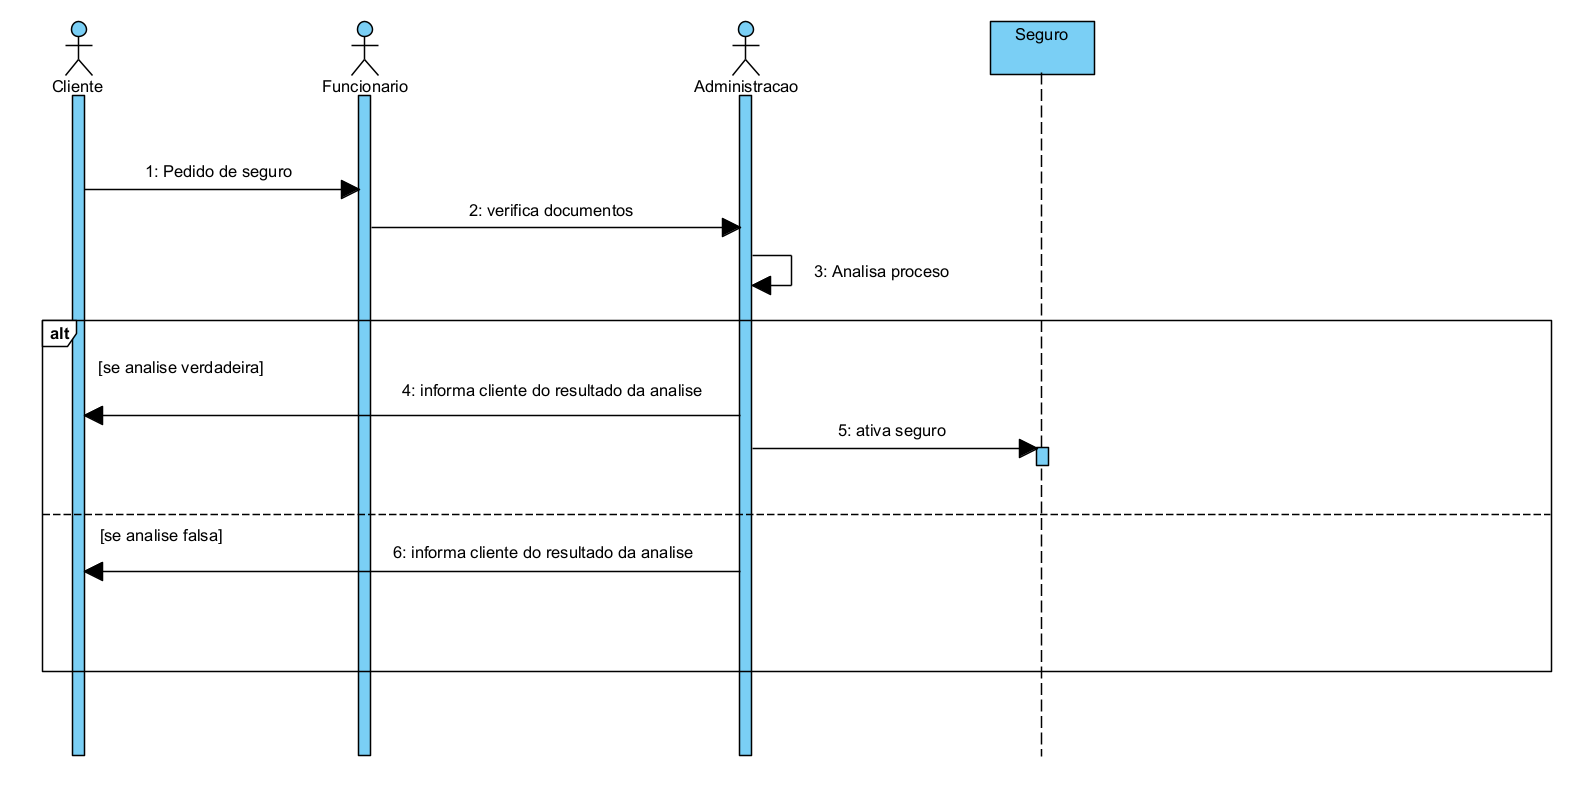 Cliente
Funcionario
Administracao
Seguro
1: Pedido de seguro
2: verifica documentos
3: Analisa proceso
alt
[se analise verdadeira]
4: informa cliente do resultado da analise
5: ativa seguro
[se analise falsa]
6: informa cliente do resultado da analise